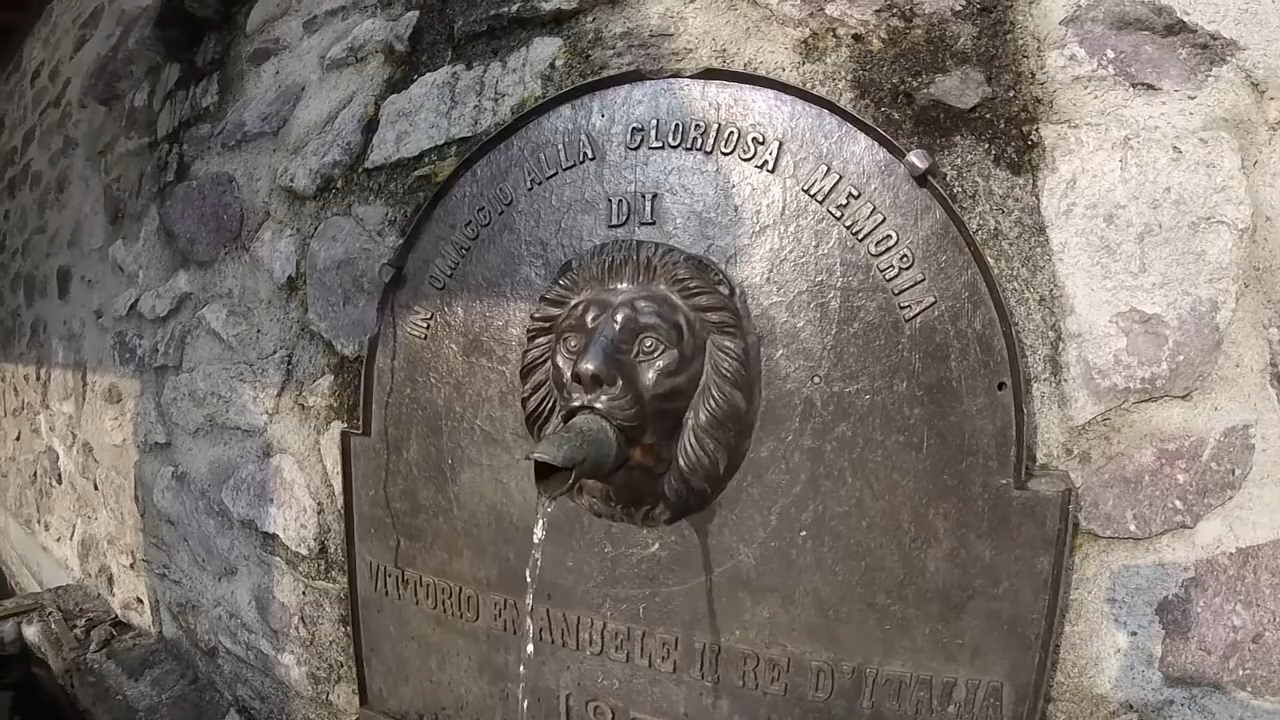 IN OMAGGIO ALLA GLORIOSA MEMORIA
DI
VITTORIO EMANUELE II RE D'ITALIA